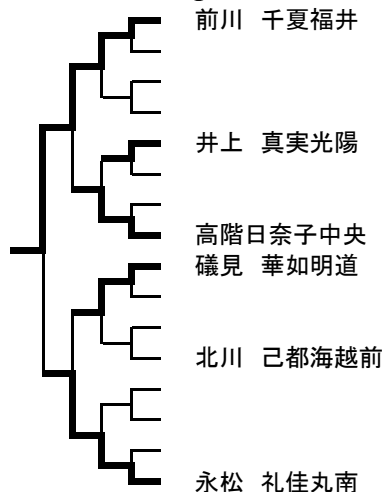 前川 千夏福井
井上 真実光陽
高階日奈子中央
礒見 華如明道
北川 己都海越前
永松 礼佳丸南